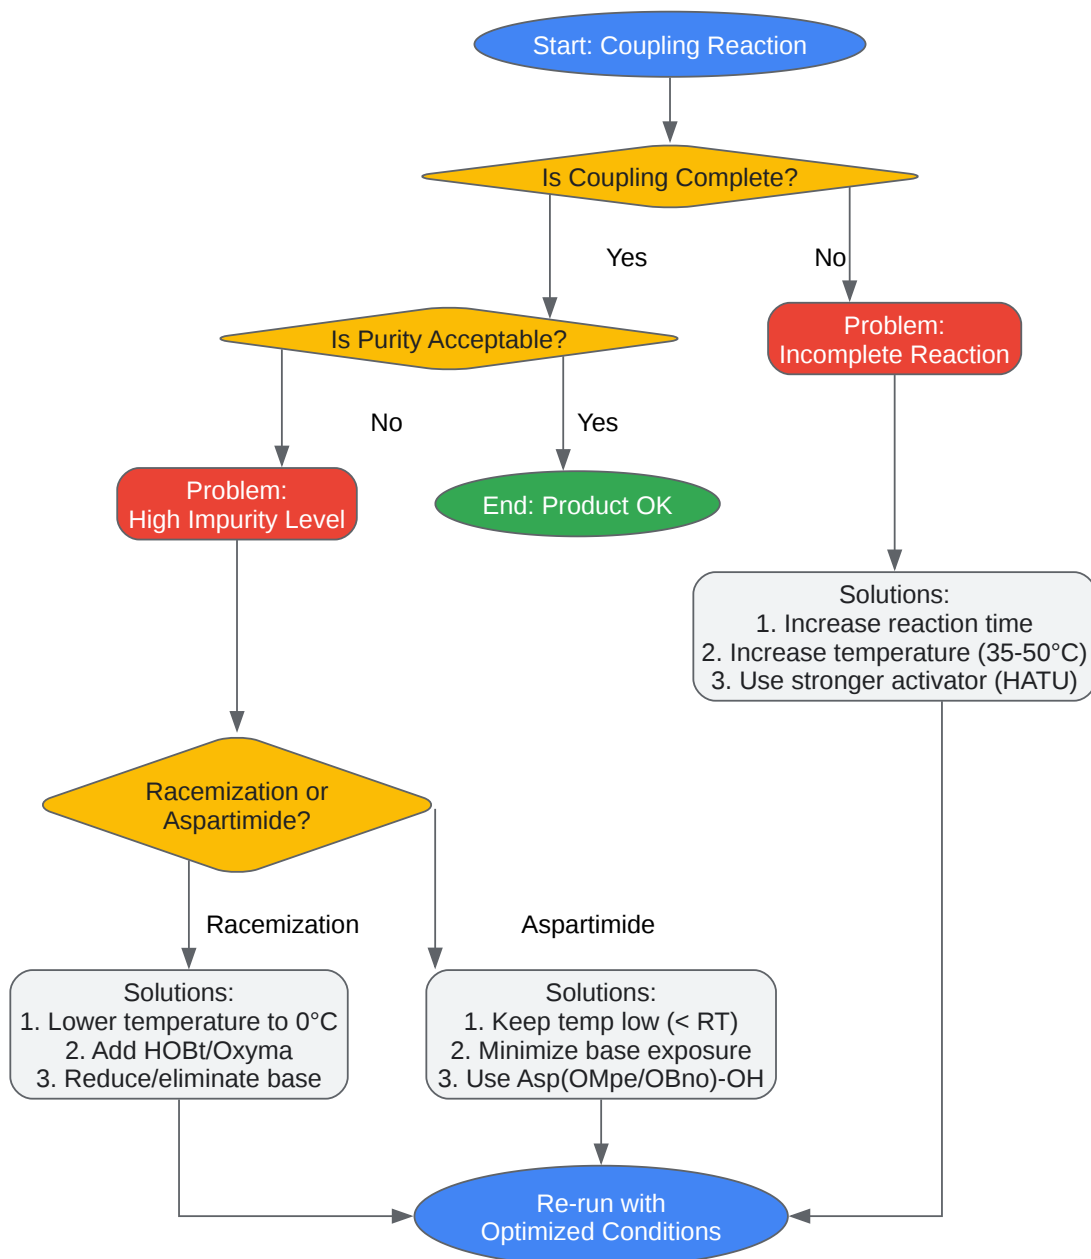 Start: Coupling Reaction
Is Coupling Complete?
Yes
No
Is Purity Acceptable?
Problem:
Incomplete Reaction
No
Yes
Problem:
High Impurity Level
End: Product OK
Solutions:
1. Increase reaction time
2. Increase temperature (35-50°C)
3. Use stronger activator (HATU)
Racemization or
Aspartimide?
Racemization
Aspartimide
Solutions:
1. Lower temperature to 0°C
2. Add HOBt/Oxyma
3. Reduce/eliminate base
Solutions:
1. Keep temp low (< RT)
2. Minimize base exposure
3. Use Asp(OMpe/OBno)-OH
Re-run with
Optimized Conditions